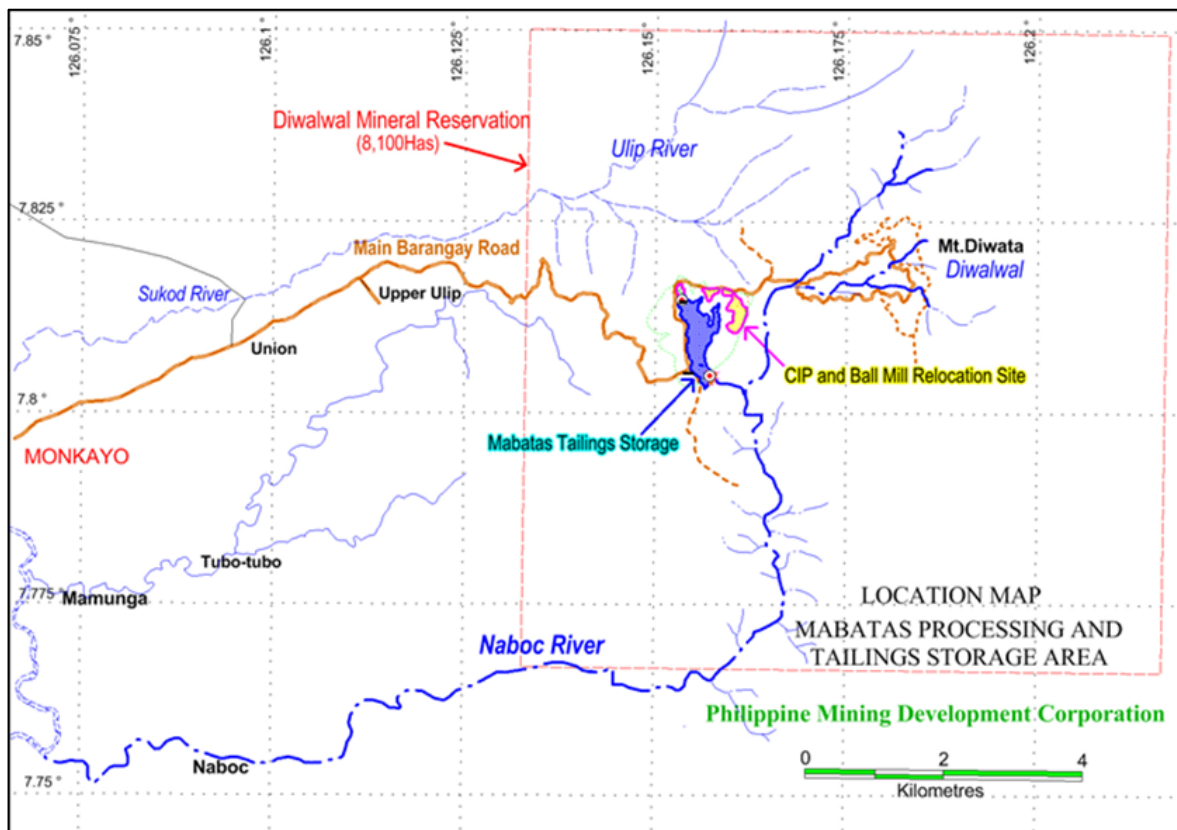 126.075 °
126.1 °
126.125 °
126.15 °
126.175 °
126.2 °
7.85 °
Diwalwal Mineral Reservation
(8,100Has)
Ulip River
7.825 °
Main Barangay Road
Mt.Diwata
Diwalwal
Sukod River
Upper Ulip
Union
CIP and Ball Mill Relocation Site
7.8 °
Mabatas Tailings Storage
MONKAYO
Tubo-tubo
7.775 °
Mamunga
LOCATION MAP
MABATAS PROCESSING AND
TAILINGS STORAGE AREA
Naboc River
Philippine Mining Development Corporation
Naboc
7.75 °
0 2 4
Kilometres